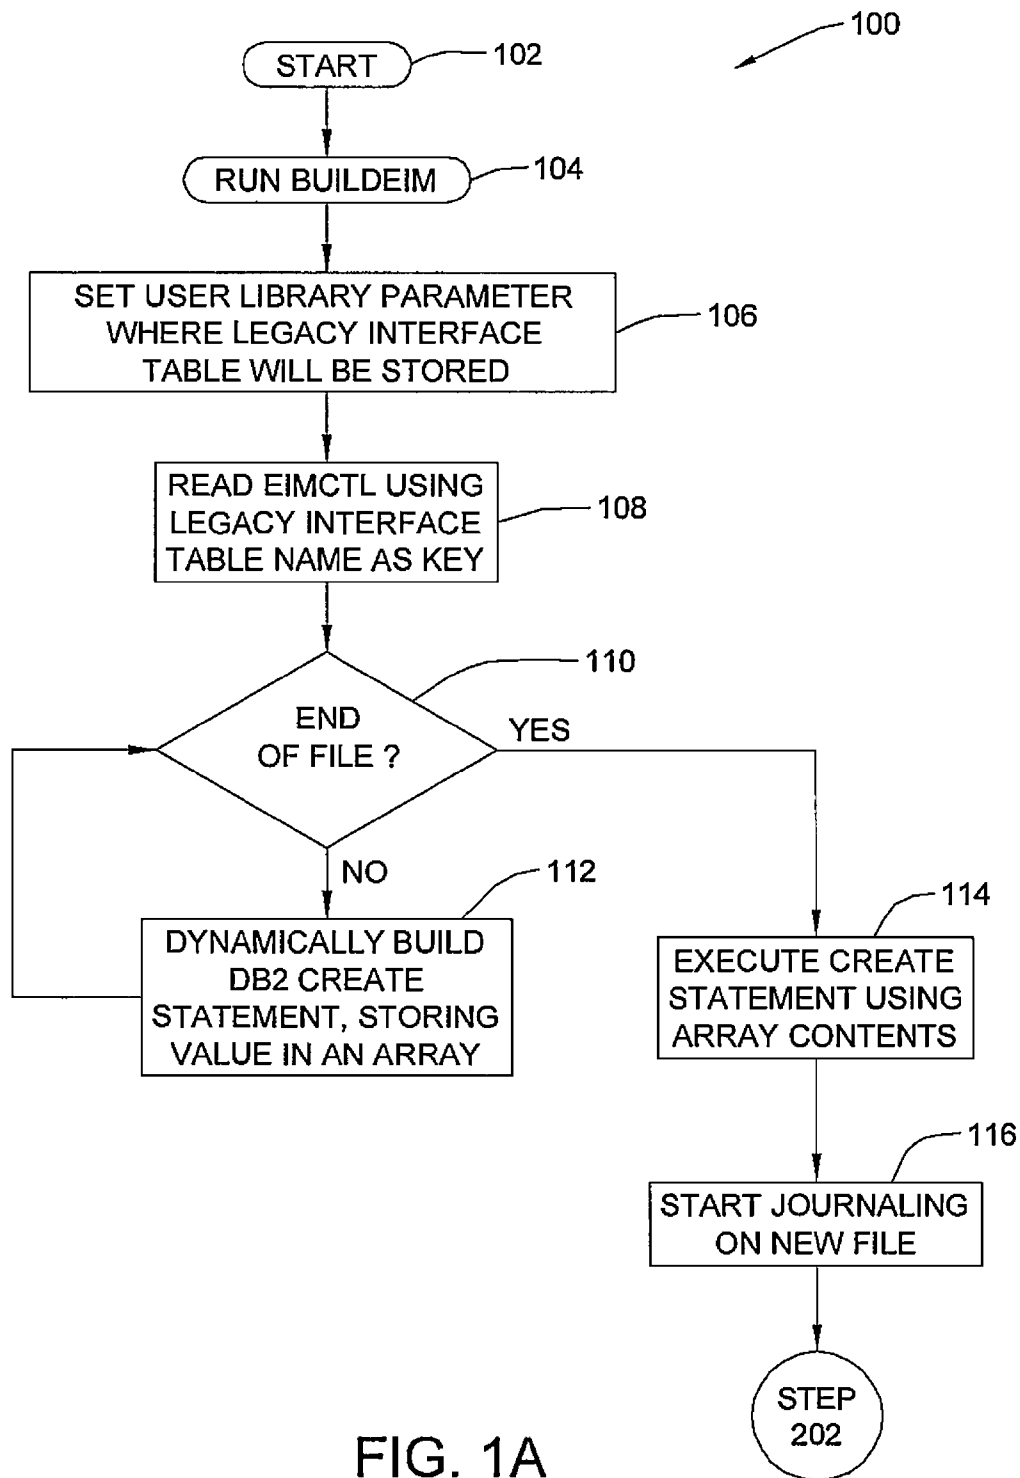 100
START
102
RUN BUILDEIM
104
SET USER LIBRARY PARAMETER
WHERE LEGACY INTERFACE
TABLE WILL BE STORED
106
READ EIMCTL USING
LEGACY INTERFACE
TABLE NAME AS KEY
108
END
OF FILE ?
110
YES
NO
112
DYNAMICALLY BUILD
DB2 CREATE
STATEMENT, STORING
VALUE IN AN ARRAY
114
EXECUTE CREATE
STATEMENT USING
ARRAY CONTENTS
116
START JOURNALING
ON NEW FILE
STEP
202
FIG. 1A